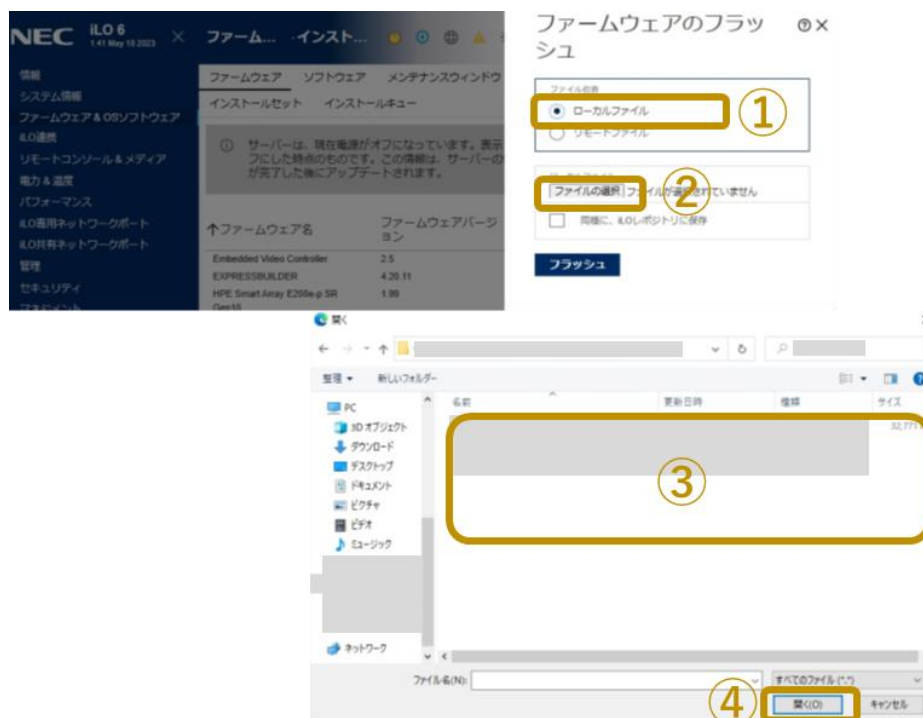 NEC iLO 6
1.41 May 18 2023
×
ファーム... ・インスト...
情報
システム情報
ファームウェア & OSソフトウェア
iLO連携
リモートコンソール & メディア
電力 & 温度
パフォーマンス
iLO専用ネットワークポート
iLO共有ネットワークポート
管理
セキュリティ
マネジメント
ファームウェア ソフトウェア メンテナンスウィンドウ
インストールセット インストールキュー
サーバーは、現在電源がオフになっています。表示
フにした時点のものです。この情報は、サーバーの
が完了した後にアップデートされます。
↑ファームウェア名 ファームウェアバージョン
Embedded Video Controller 2.5
EXPRESSBUILDER 4.20.11
HPE Smart Array E208e-p SR 1.99
Gen10
ファームウェアのフラッ
シュ
ファイルの場所
① ローカルファイル
リモートファイル
ローカルファイル
② ファイルの選択 ファイルが選択されていません
同様に、iLOレポジトリに保存
フラッシュ
開く
整理 新しいフォルダー
名前 更新日時 種類 サイズ
32,771
PC
3D オブジェクト
ダウンロード
デスクトップ
ドキュメント
ピクチャ
ビデオ
ミュージック
③
ネットワーク
ファイル名(N): すべてのファイル (*.*)
④ 開く(O) キャンセル